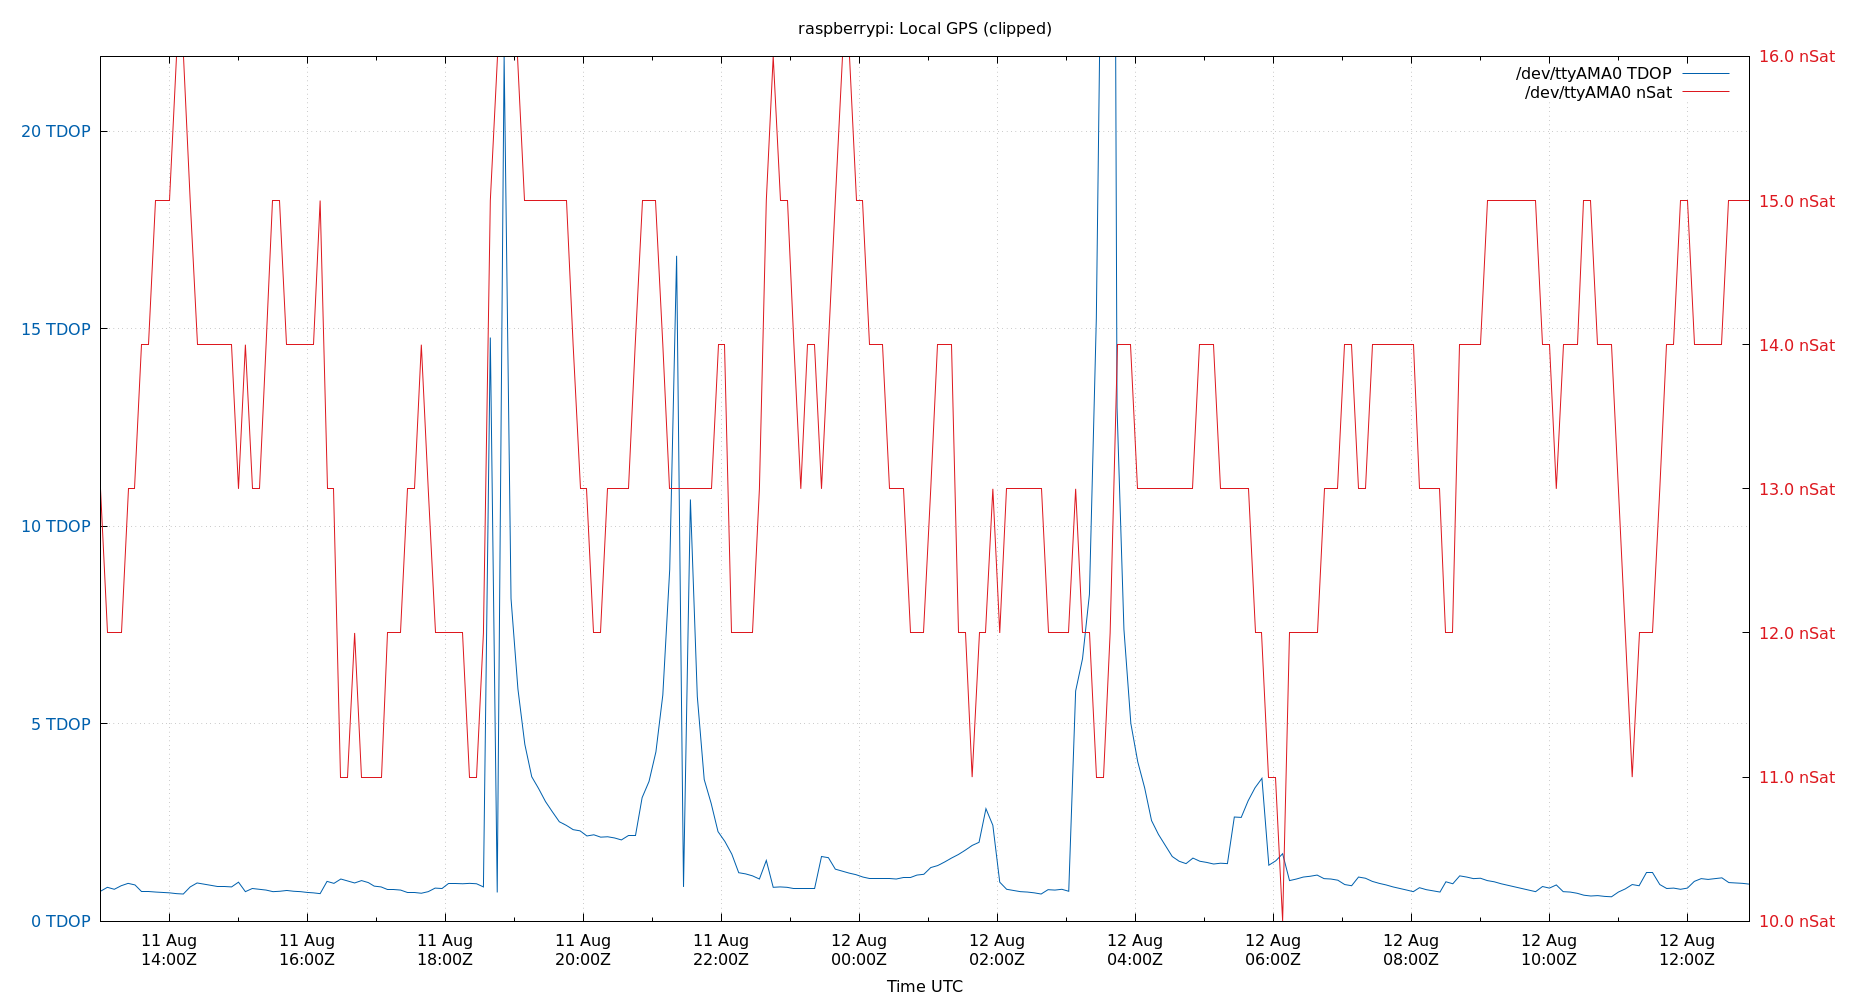 raspberrypi: Local GPS (clipped)
/dev/ttyAMA0 TDOP
/dev/ttyAMA0 nSat
20 TDOP
15 TDOP
10 TDOP
5 TDOP
0 TDOP
16.0 nSat
15.0 nSat
14.0 nSat
13.0 nSat
12.0 nSat
11.0 nSat
10.0 nSat
11 Aug 11 Aug 11 Aug 11 Aug 11 Aug 12 Aug 12 Aug 12 Aug 12 Aug 12 Aug 12 Aug 12 Aug
14:00Z 16:00Z 18:00Z 20:00Z 22:00Z 00:00Z 02:00Z 04:00Z 06:00Z 08:00Z 10:00Z 12:00Z
Time UTC